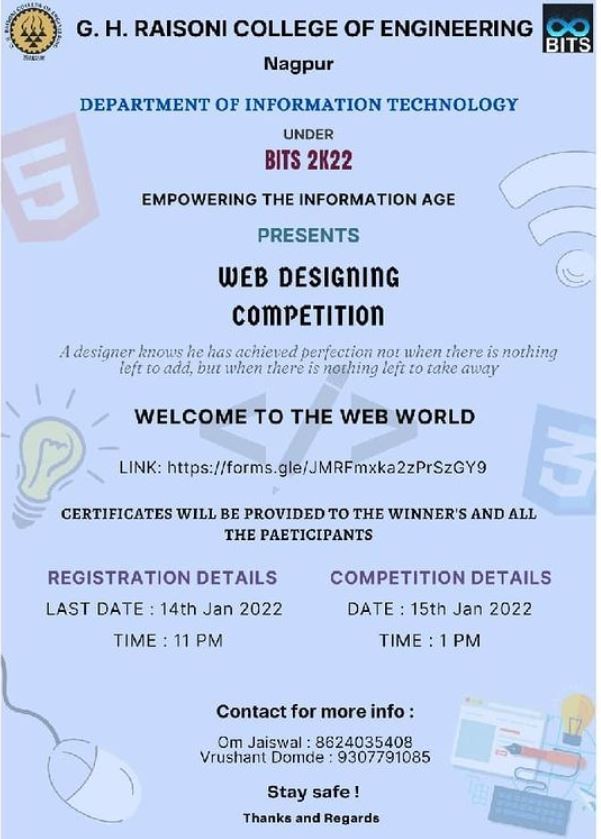 G. H. RAISONI COLLEGE OF ENGINEERING
BITS
Nagpur
DEPARTMENT OF INFORMATION TECHNOLOGY
UNDER
BITS 2K22
EMPOWERING THE INFORMATION AGE
PRESENTS
WEB DESIGNING
COMPETITION
A designer knows he has achieved perfection not when there is nothing
left to add, but when there is nothing left to take away
WELCOME TO THE WEB WORLD
LINK: https://forms.gle/JMRFmxka2zPrSzGY9
CERTIFICATES WILL BE PROVIDED TO THE WINNER'S AND ALL
THE PAETICIPANTS
REGISTRATION DETAILS
LAST DATE : 14th Jan 2022
TIME : 11 PM
COMPETITION DETAILS
DATE : 15th Jan 2022
TIME : 1 PM
Contact for more info :
Om Jaiswal : 8624035408
Vrushant Domde : 9307791085
Stay safe !
Thanks and Regards